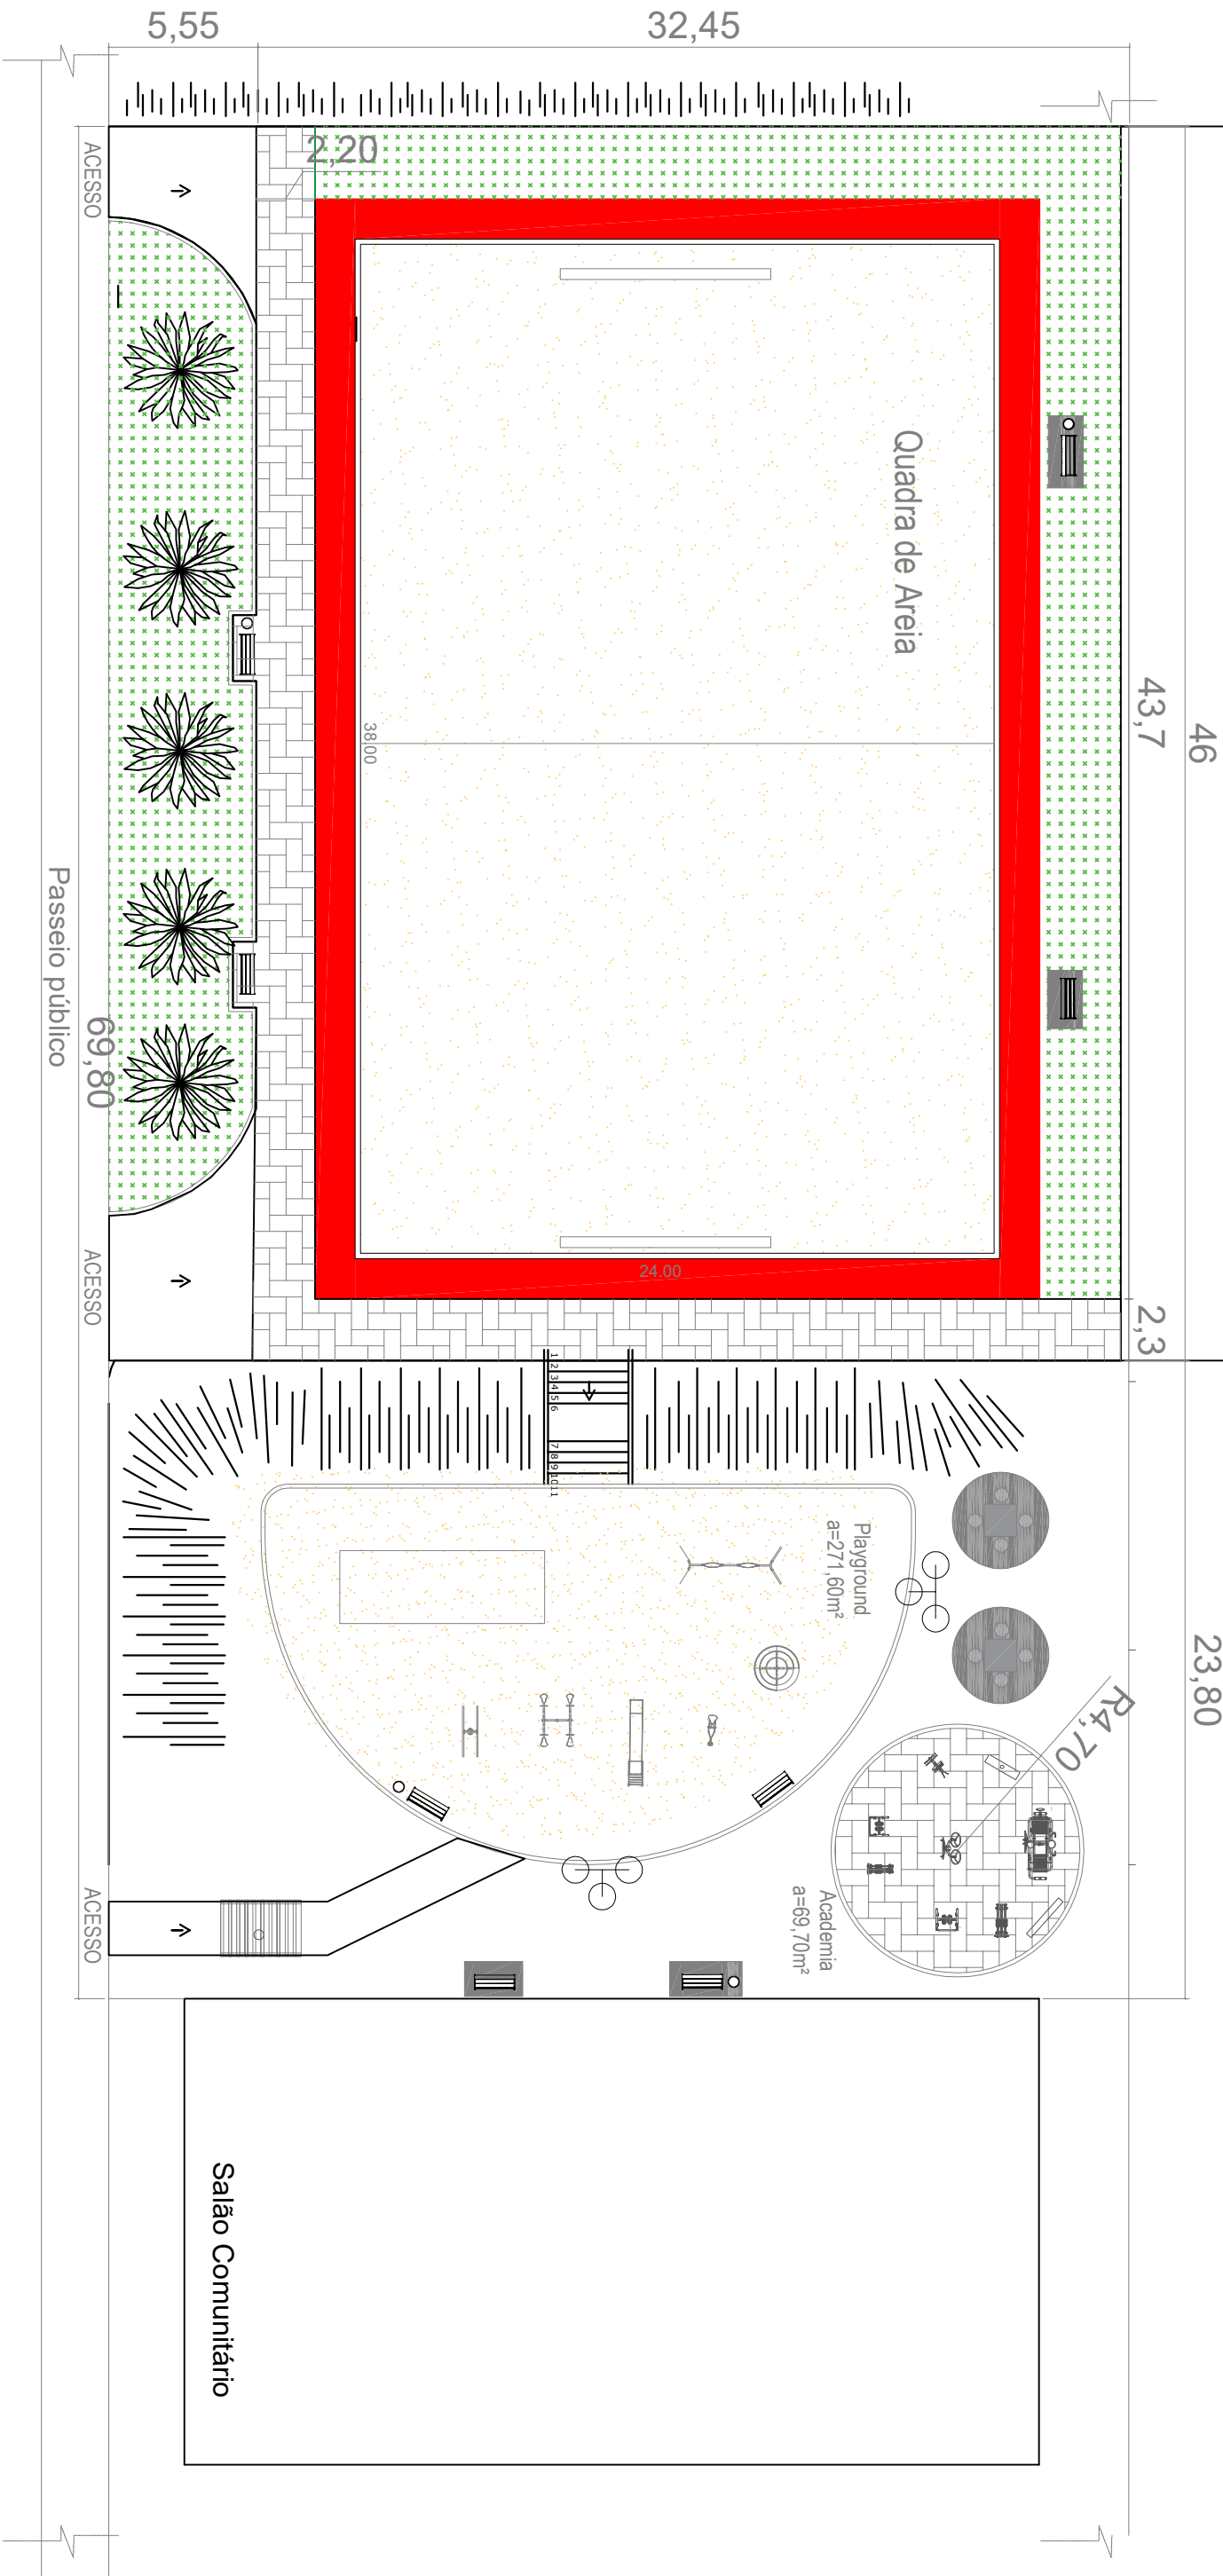 5,55
32,45
ACESSO
2,20
Quadra de Areia
43,7
46
38.00
Passeio público
69,80
ACESSO
24.00
2,3
1 2 3 4 5 6
7 8 9 10 11
Playground
a=271,60m²
23,80
R4,70
Academia
a=69,70m²
ACESSO
Salão Comunitário